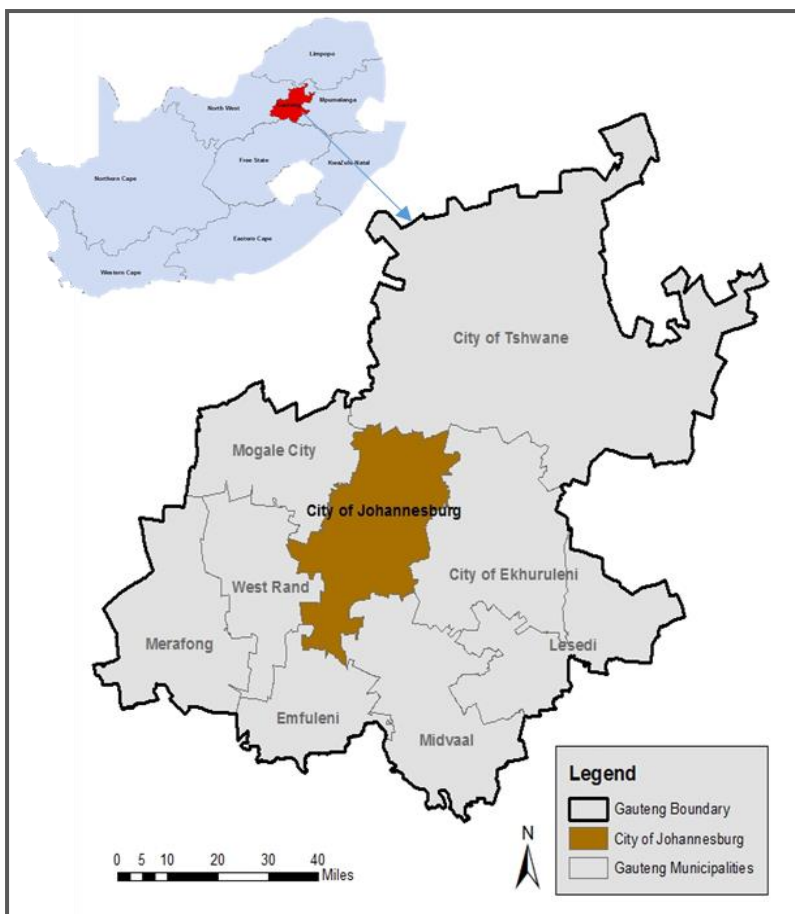 Limpopo
North West
Mpumalanga
Free State
KwaZulu-Natal
Northern Cape
Eastern Cape
Western Cape
City of Tshwane
Mogale City
City of Johannesburg
West Rand
City of Ekhuruleni
Merafong
Lesedi
Emfuleni
Midvaal
Legend
Gauteng Boundary
City of Johannesburg
Gauteng Municipalities
N
0 5 10 20 30 40
Miles